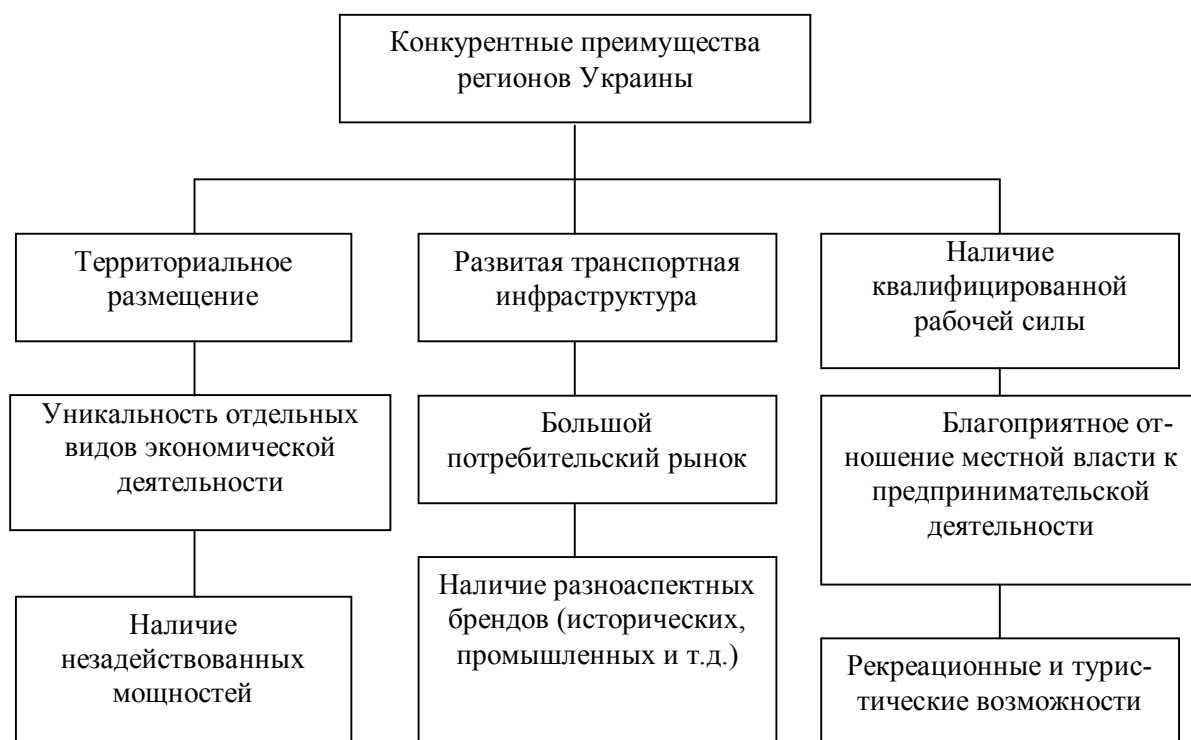 Конкурентные преимущества
регионов Украины
Территориальное
размещение
Развитая транспортная
инфраструктура
Наличие
квалифицированной
рабочей силы
Уникальность отдельных
видов экономической
деятельности
Большой
потребительский рынок
Благоприятное от-
ношение местной власти к
предпринимательской
деятельности
Наличие
незадействованных
мощностей
Наличие разноаспектных
брендов (исторических,
промышленных и т.д.)
Рекреационные и турис-
тические возможности